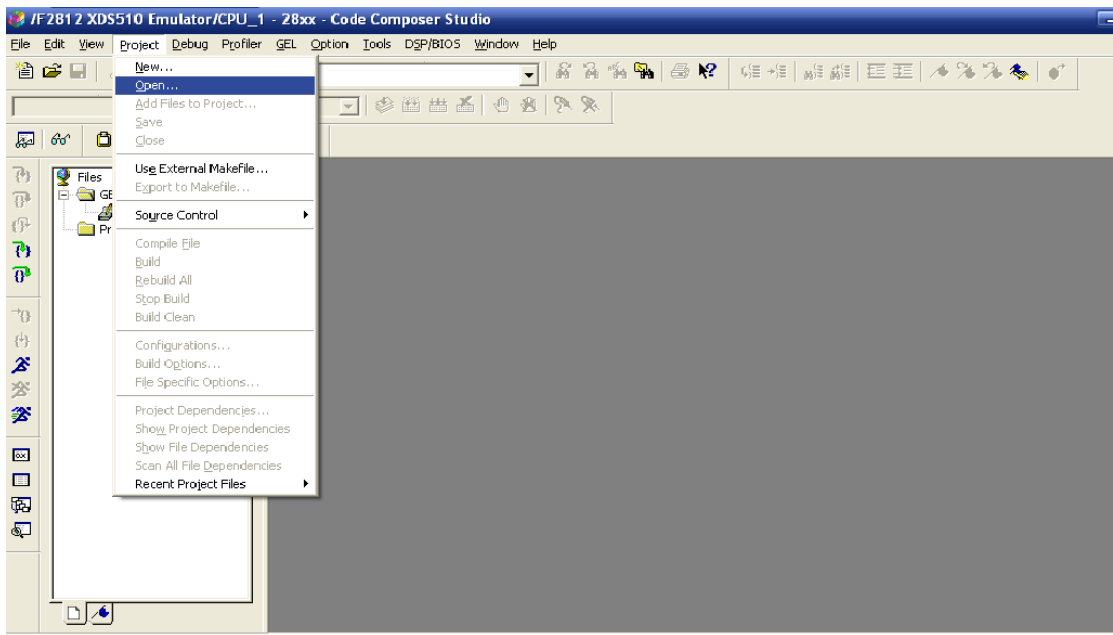 /F2812 XDS510 Emulator/CPU_1 - 28xx - Code Composer Studio
File Edit View Project Debug Profiler GEL Option Tools DSP/BIOS Window Help
New...
Open...
Add Files to Project...
Save
Close
Use External Makefile...
Export to Makefile...
Source Control
Compile File
Build
Rebuild All
Stop Build
Build Clean
Configurations...
Build Options...
File Specific Options...
Project Dependencies...
Show Project Dependencies
Show File Dependencies
Scan All File Dependencies
Recent Project Files
Files
GE
Pr